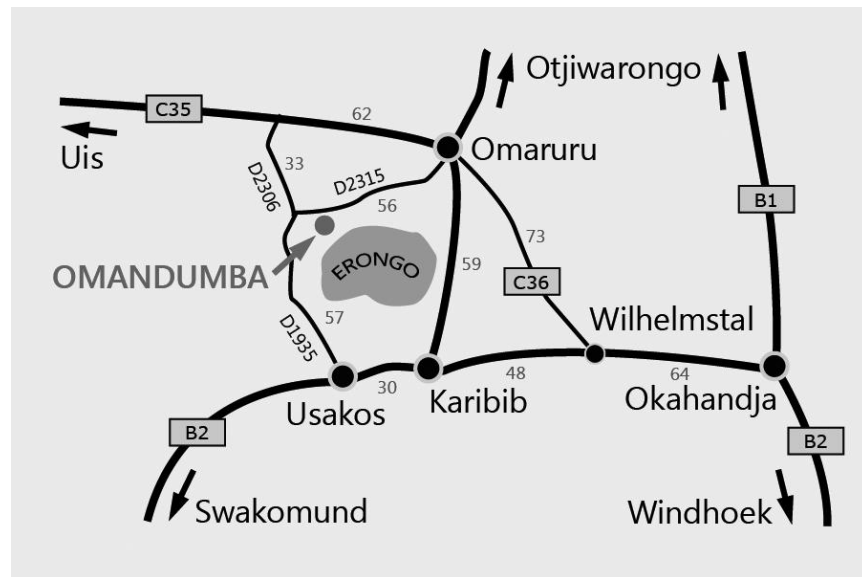 Otjiwarongo
C35
62
Uis
Omaruru
33
D2306
D2315
56
B1
73
ERONGO
59
OMANDUMBA
C36
57
D1935
Wilhelmstal
30
48
64
Usakos
Karibib
Okahandja
B2
B2
Swakomund
Windhoek